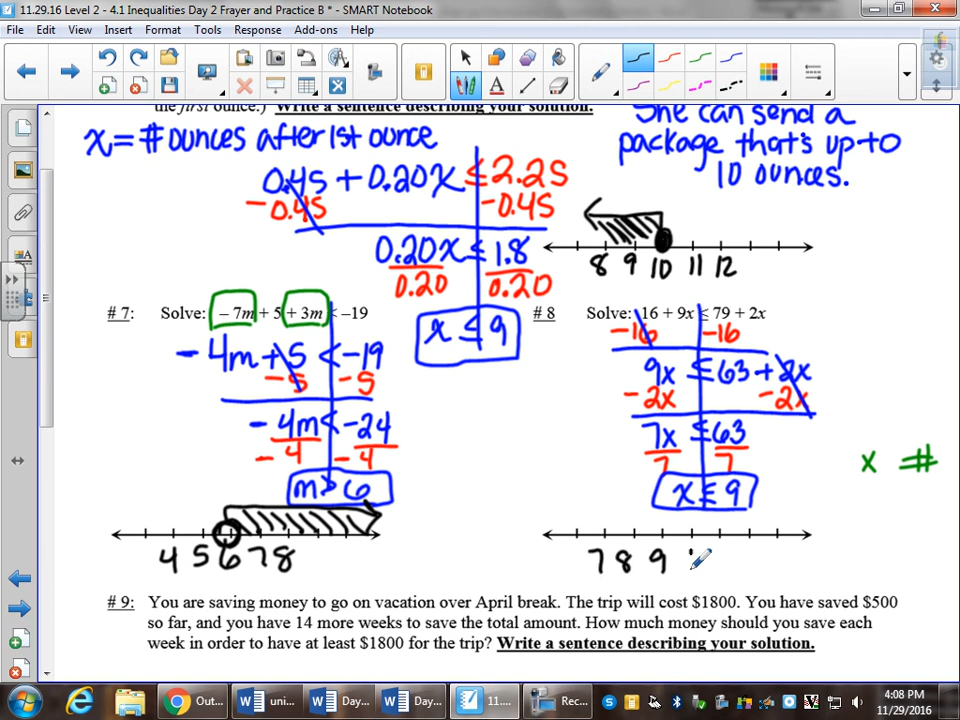 11.29.16 Level 2 - 4.1 Inequalities Day 2 Frayer and Practice B * - SMART Notebook
File Edit View Insert Format Tools Response Add-ons Help
the first ounce.) Write a sentence describing your solution.
x = # ounces after 1st ounce
She can send a
package that's up to
10 ounces.
0.45 + 0.20x ≤ 2.25
-0.45 -0.45
0.20x ≤ 1.8
0.20 0.20
x ≤ 9
8 9 10 11 12
# 7: Solve: – 7m + 5 + 3m < –19
-4m + 5 < -19
-5 -5
-4m < -24
-4 -4
m > 6
4 5 6 7 8
# 8 Solve: 16 + 9x ≤ 79 + 2x
-16 -16
9x ≤ 63 + 2x
-2x -2x
7x ≤ 63
7 7
x ≤ 9
x #
7 8 9
# 9: You are saving money to go on vacation over April break. The trip will cost $1800. You have saved $500
so far, and you have 14 more weeks to save the total amount. How much money should you save each
week in order to have at least $1800 for the trip? Write a sentence describing your solution.
Out... uni... Day... Day... 11.... Rec...
4:08 PM
11/29/2016